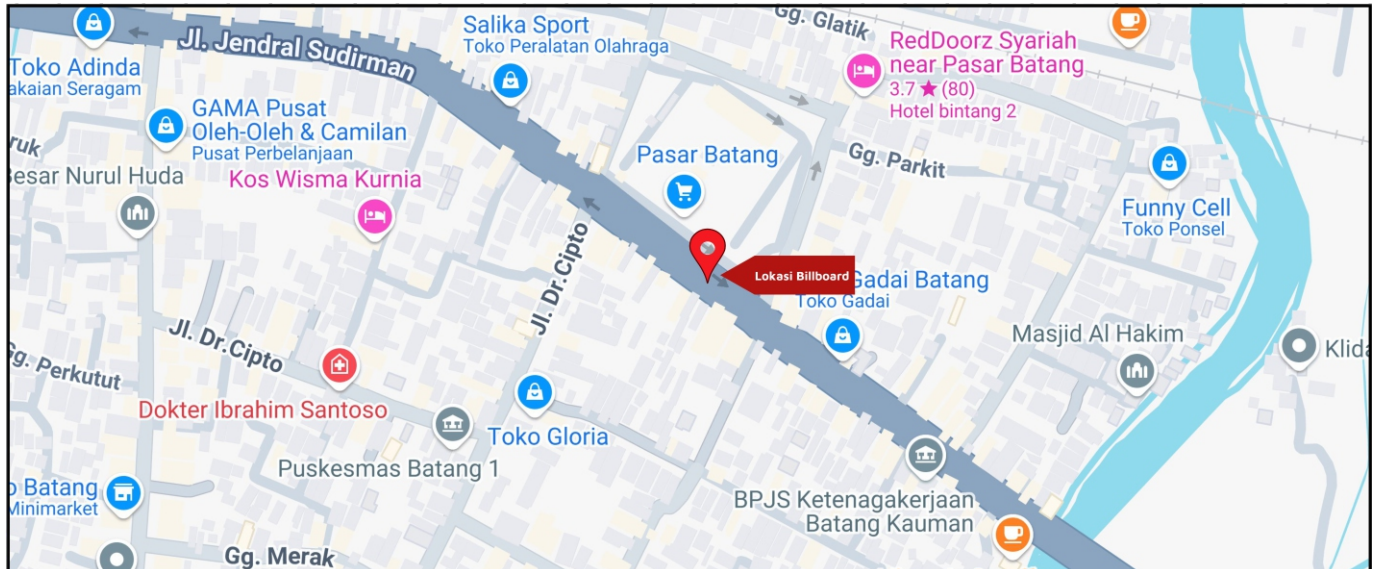 Salika Sport
Toko Peralatan Olahraga
Gg. Glatik
RedDoorz Syariah
near Pasar Batang
3.7 ★ (80)
Hotel bintang 2
Jl. Jendral Sudirman
Toko Adinda
akaian Seragam
GAMA Pusat
Oleh-Oleh & Camilan
Pusat Perbelanjaan
ruk
Besar Nurul Huda
Kos Wisma Kurnia
Pasar Batang
Gg. Parkit
Funny Cell
Toko Ponsel
Jl. Dr.Cipto
Lokasi Billboard
Gadai Batang
Toko Gadai
Masjid Al Hakim
Klida
Jl. Dr.Cipto
Gg. Perkutut
Dokter Ibrahim Santoso
Toko Gloria
Puskesmas Batang 1
o Batang
Minimarket
BPJS Ketenagakerjaan
Batang Kauman
Gg. Merak